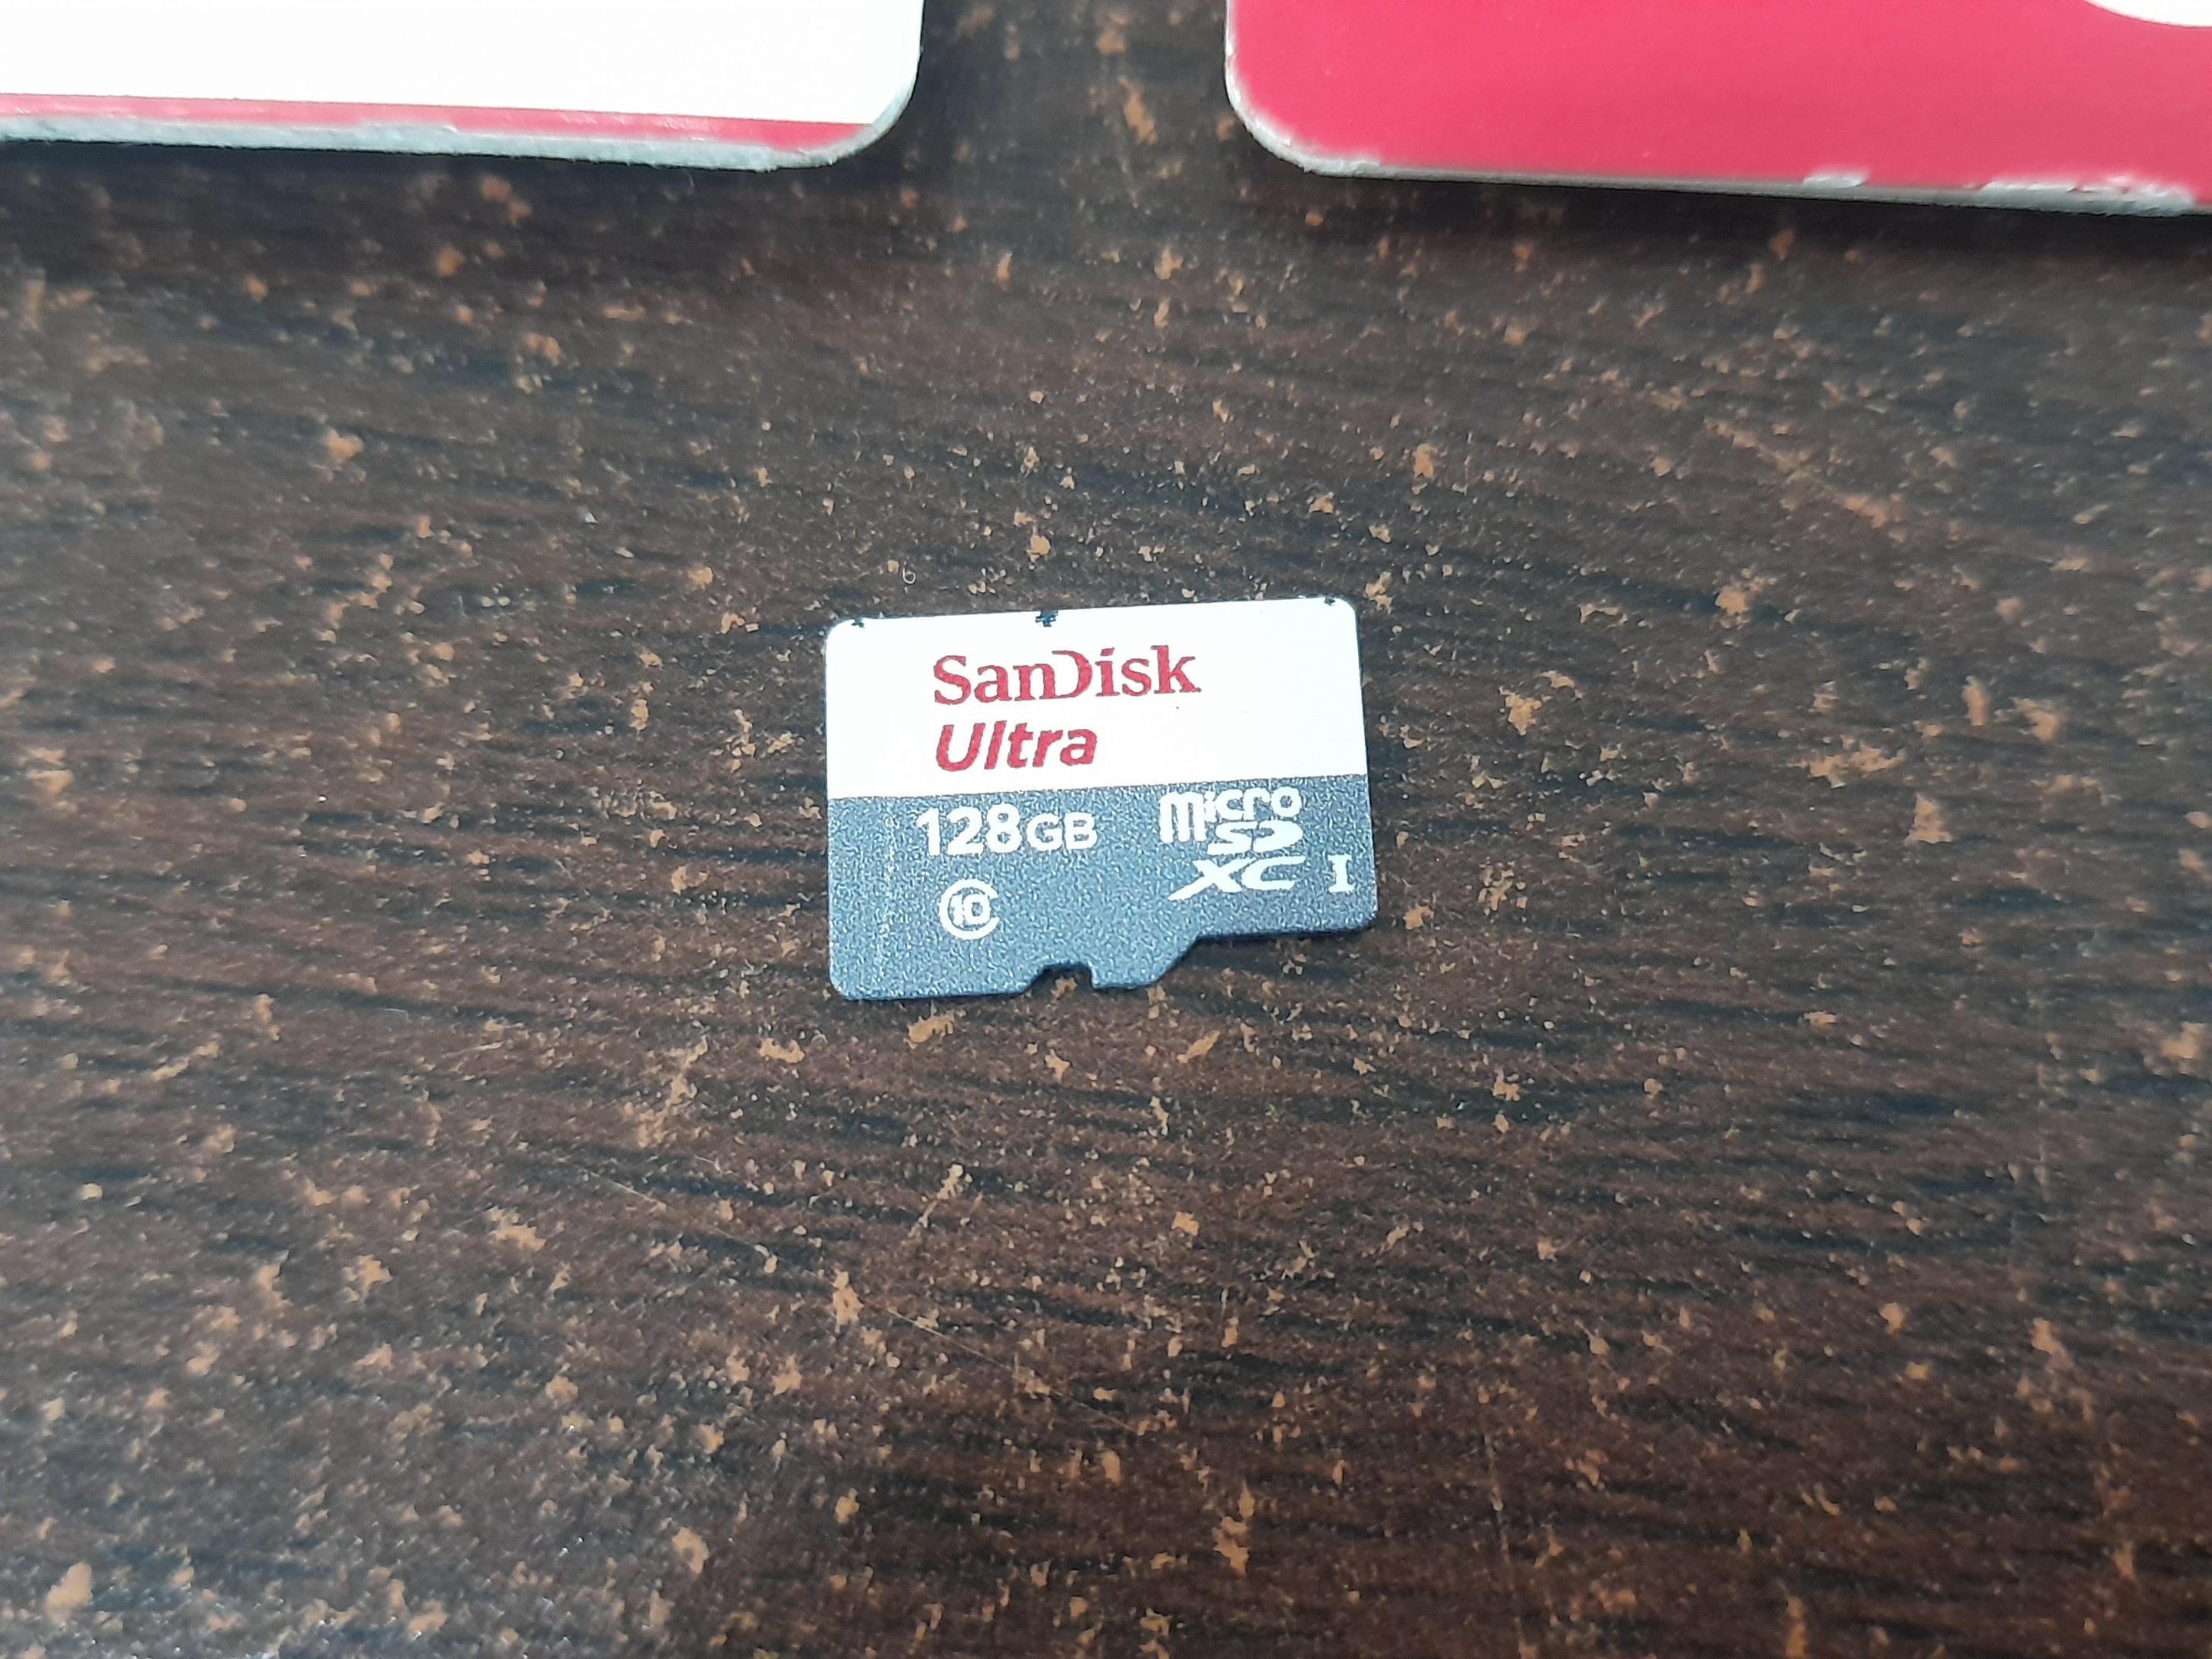 SanDisk
Ultra
128GB
Micro
SD
XC I
10